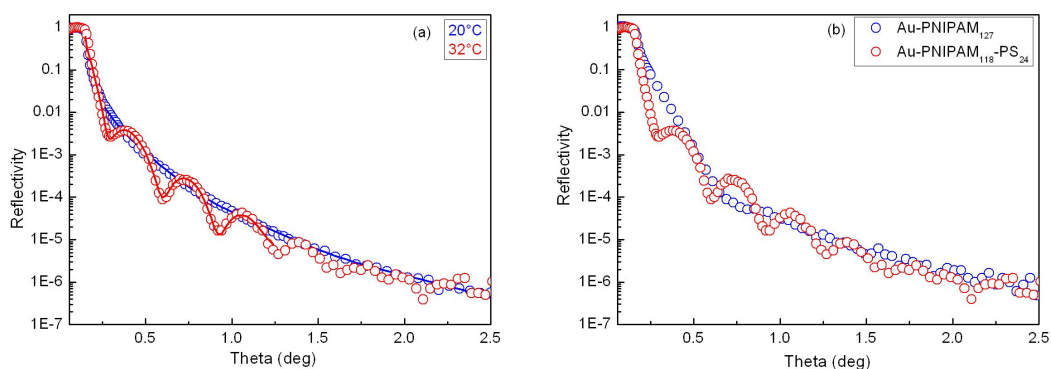 (a)
20°C
32°C
1
0.1
0.01
1E-3
1E-4
1E-5
1E-6
1E-7
Reflectivity
0.5
1.0
1.5
2.0
2.5
Theta (deg)
(b)
Au-PNIPAM₁₂₇
Au-PNIPAM₁₁₈-PS₂₄
1
0.1
0.01
1E-3
1E-4
1E-5
1E-6
1E-7
Reflectivity
0.5
1.0
1.5
2.0
2.5
Theta (deg)